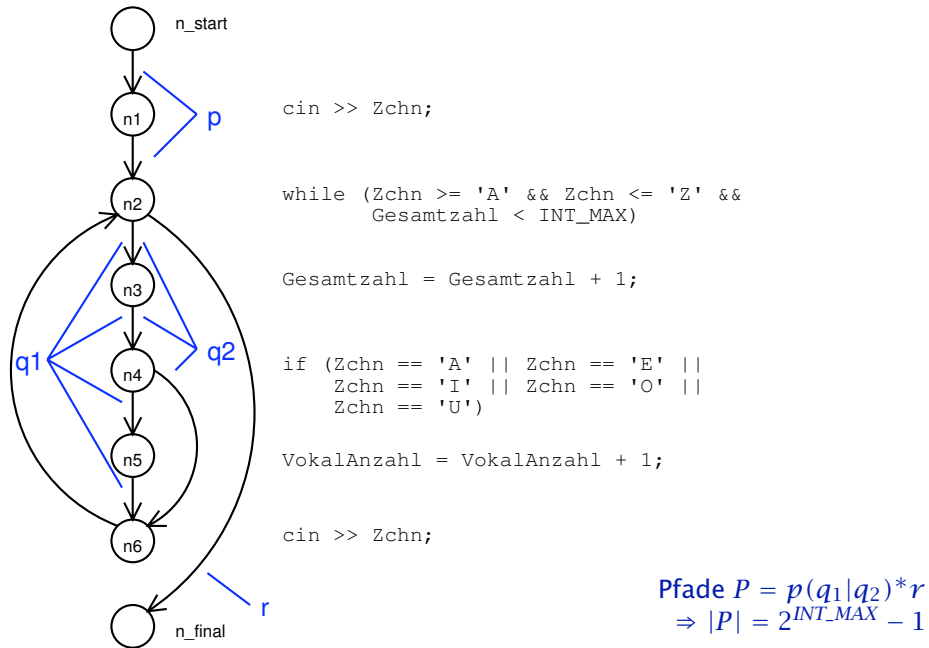 n_start
n1
p
cin >> Zchn;
n2
while (Zchn >= 'A' && Zchn <= 'Z' &&
Gesamtzahl < INT_MAX)
n3
Gesamtzahl = Gesamtzahl + 1;
q1
q2
n4
if (Zchn == 'A' || Zchn == 'E' ||
Zchn == 'I' || Zchn == 'O' ||
Zchn == 'U')
n5
VokalAnzahl = VokalAnzahl + 1;
n6
cin >> Zchn;
r
n_final
Pfade P = p(q₁|q₂)*r
⇒ |P| = 2^INT_MAX − 1